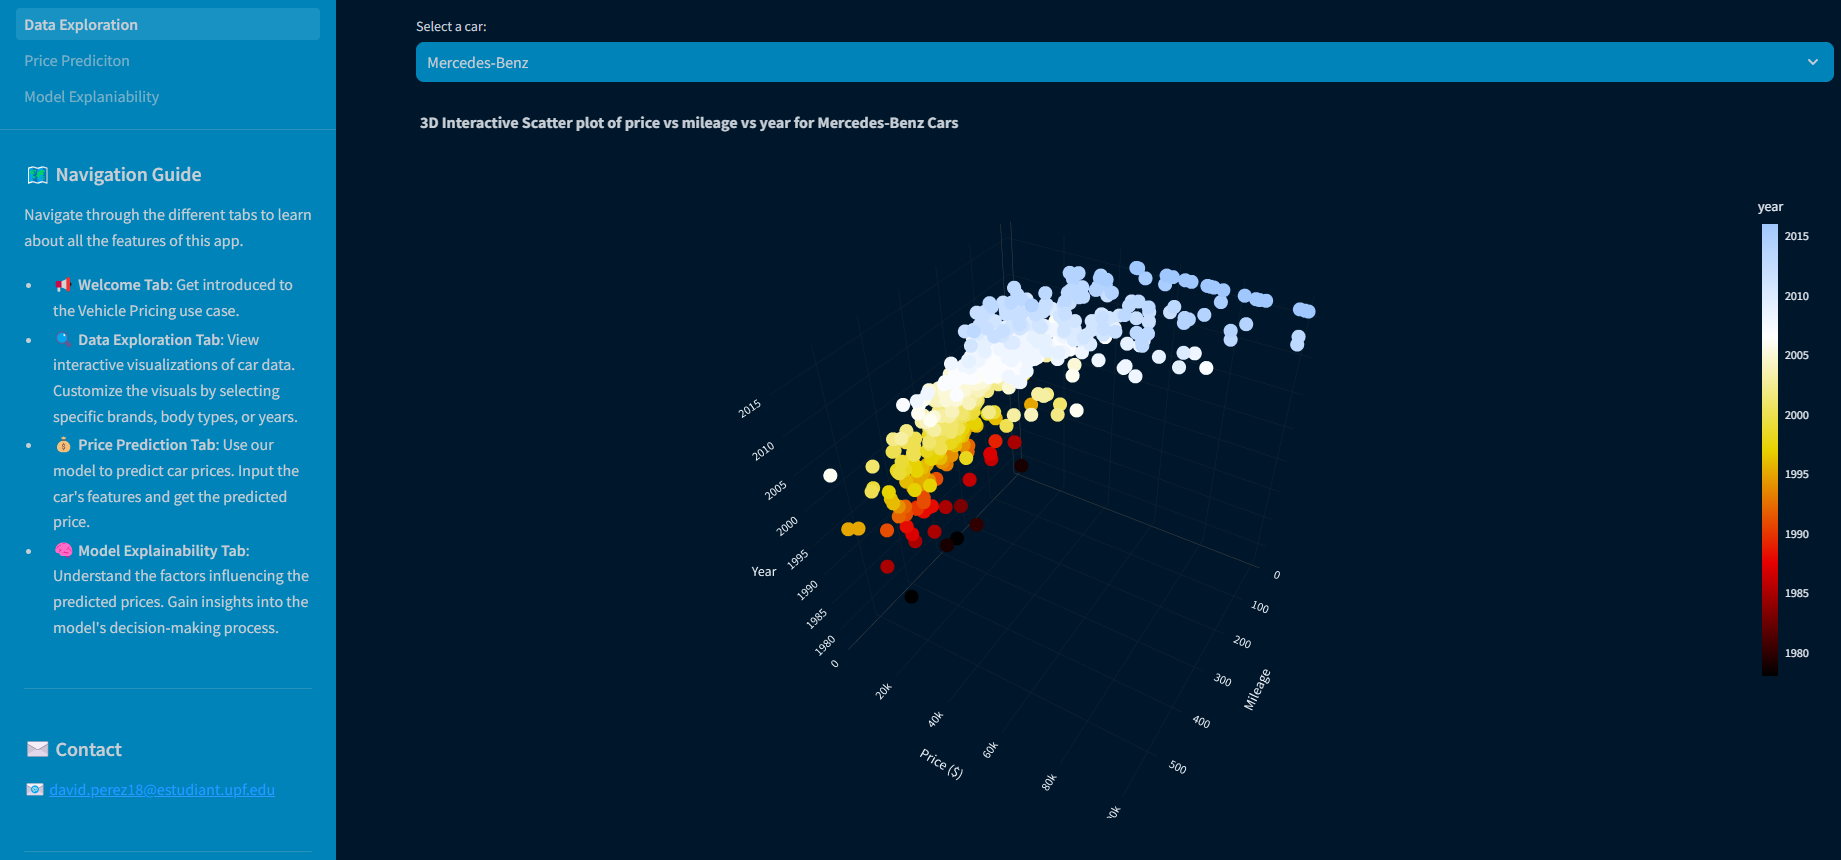 Data Exploration
Price Prediciton
Model Explaniability
Navigation Guide
Navigate through the different tabs to learn
about all the features of this app.
Welcome Tab: Get introduced to
the Vehicle Pricing use case.
Data Exploration Tab: View
interactive visualizations of car data.
Customize the visuals by selecting
specific brands, body types, or years.
Price Prediction Tab: Use our
model to predict car prices. Input the
car's features and get the predicted
price.
Model Explainability Tab:
Understand the factors influencing the
predicted prices. Gain insights into the
model's decision-making process.
Contact
david.perez18@estudiant.upf.edu
Select a car:
Mercedes-Benz
3D Interactive Scatter plot of price vs mileage vs year for Mercedes-Benz Cars
2015
2010
2005
2000
1995
1990
1985
1980
Year
0
20k
40k
60k
80k
Price ($)
0
100
200
300
400
500
Mileage
year
2015
2010
2005
2000
1995
1990
1985
1980